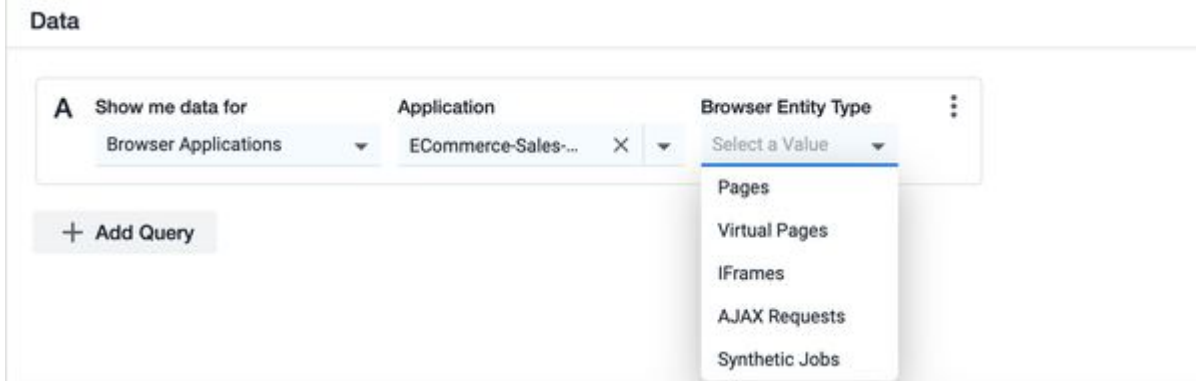 Data
A Show me data for Application Browser Entity Type
Browser Applications ECommerce-Sales-... Select a Value
Pages
Virtual Pages
+ Add Query
IFrames
AJAX Requests
Synthetic Jobs